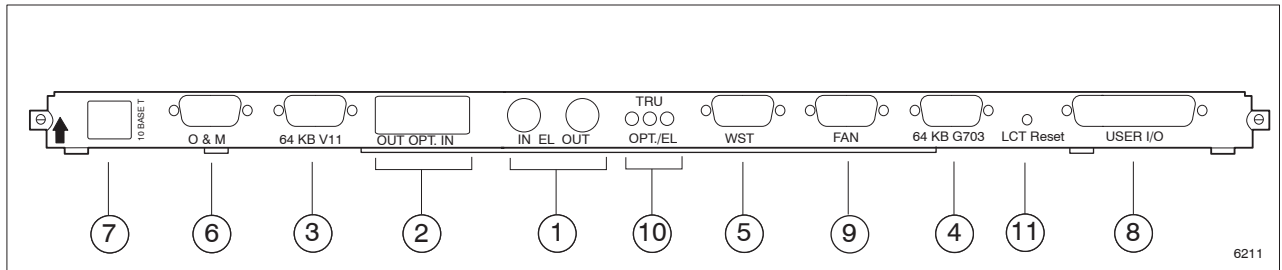 TRU
10 BASE T
O & M
64 KB V11
OUT OPT. IN
IN EL OUT
OPT./EL
WST
FAN
64 KB G703
LCT Reset
USER I/O
7
6
3
2
1
10
5
9
4
11
8
6211